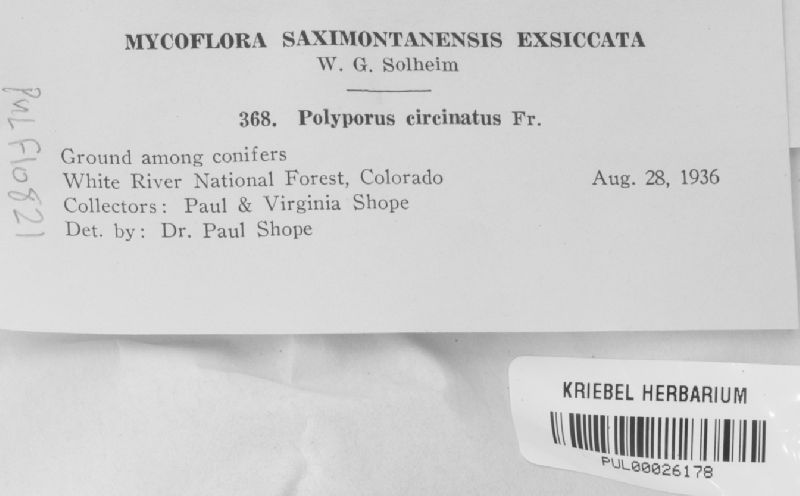 MYCOFLORA SAXIMONTANENSIS EXSICCATA
W. G. Solheim
368. Polyporus circinatus Fr.
Ground among conifers
White River National Forest, Colorado Aug. 28, 1936
Collectors: Paul & Virginia Shope
Det. by: Dr. Paul Shope
PUL F10821
KRIEBEL HERBARIUM
PUL00026178